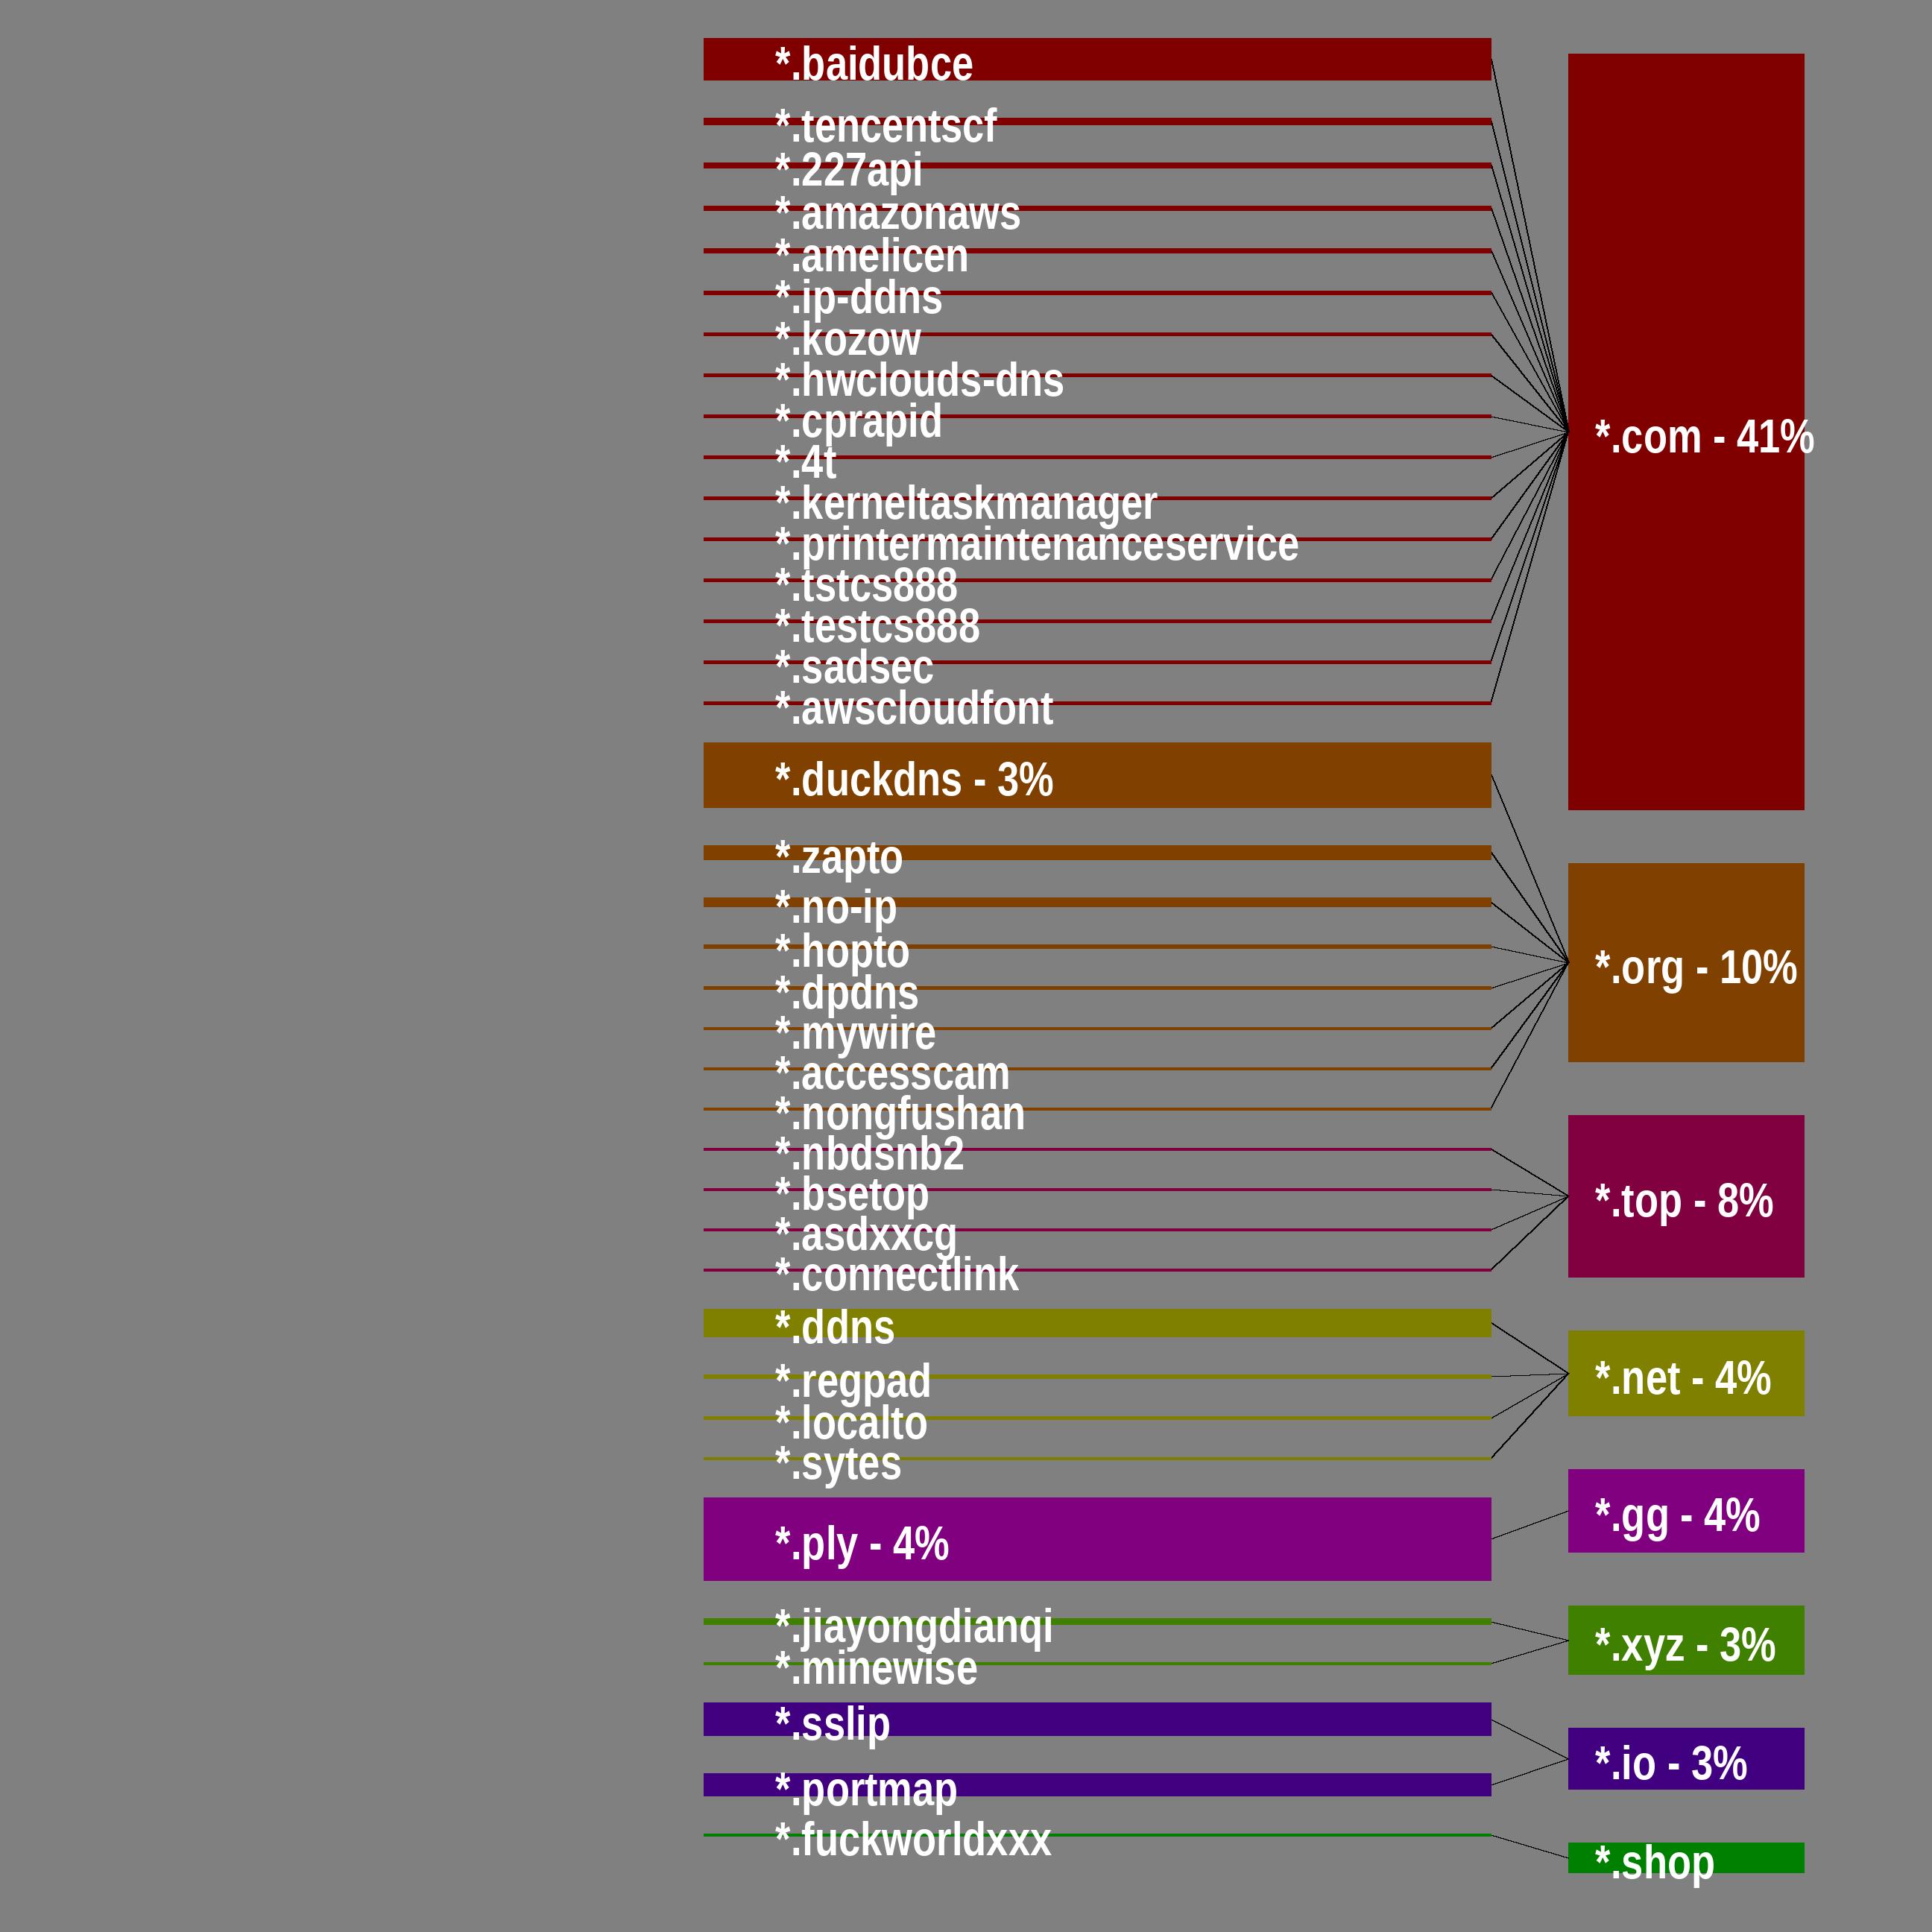 *.baidubce
*.tencentscf
*.227api
*.amazonaws
*.amelicen
*.ip-ddns
*.kozow
*.hwclouds-dns
*.cprapid
*.4t
*.kerneltaskmanager
*.printermaintenanceservice
*.tstcs888
*.testcs888
*.sadsec
*.awscloudfont
*.com - 41%
*.duckdns - 3%
*.zapto
*.no-ip
*.hopto
*.dpdns
*.mywire
*.accesscam
*.nongfushan
*.org - 10%
*.nbdsnb2
*.bsetop
*.asdxxcg
*.connectlink
*.top - 8%
*.ddns
*.regpad
*.localto
*.sytes
*.net - 4%
*.ply - 4%
*.gg - 4%
*.jiayongdianqi
*.minewise
*.xyz - 3%
*.sslip
*.portmap
*.io - 3%
*.fuckworldxxx
*.shop